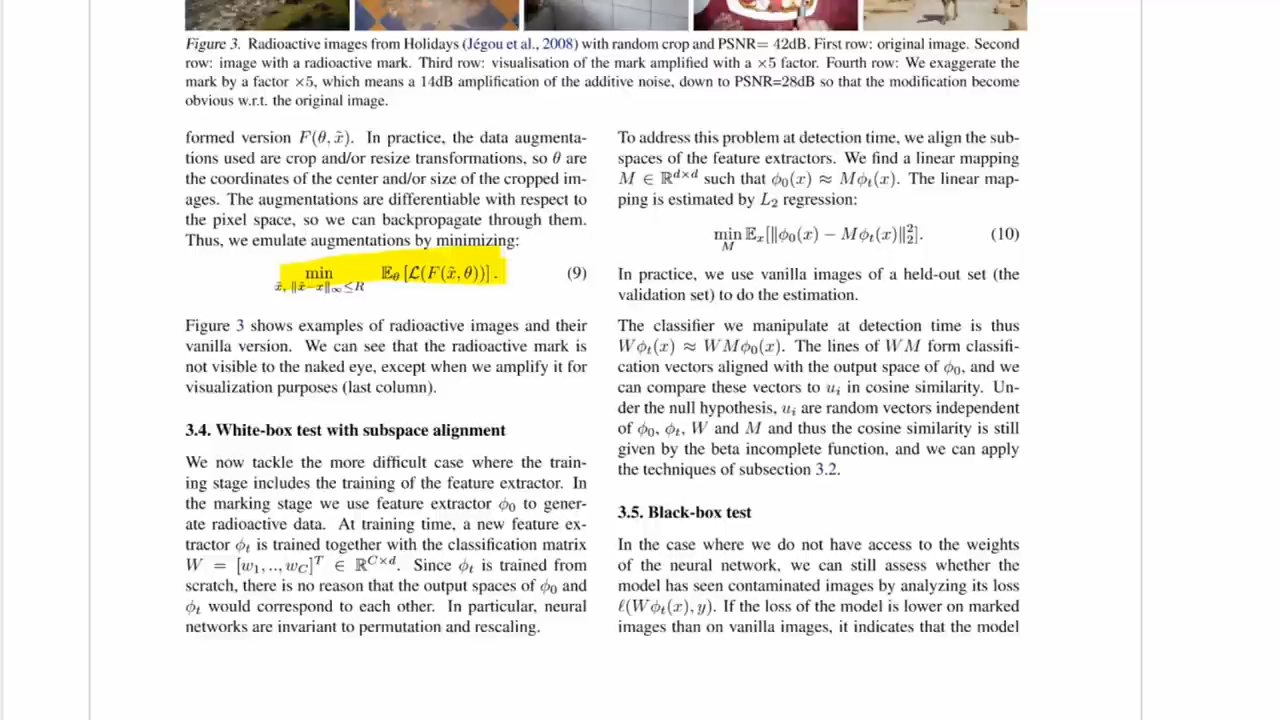 Figure 3. Radioactive images from Holidays (Jégou et al., 2008) with random crop and PSNR= 42dB. First row: original image. Second
row: image with a radioactive mark. Third row: visualisation of the mark amplified with a ×5 factor. Fourth row: We exaggerate the
mark by a factor ×5, which means a 14dB amplification of the additive noise, down to PSNR=28dB so that the modification become
obvious w.r.t. the original image.
formed version F(θ, x̃). In practice, the data augmenta-
tions used are crop and/or resize transformations, so θ are
the coordinates of the center and/or size of the cropped im-
ages. The augmentations are differentiable with respect to
the pixel space, so we can backpropagate through them.
Thus, we emulate augmentations by minimizing:
min 𝔼θ [ℒ(F(x̃, θ))] . (9)
x̃, ‖x̃−x‖∞≤R
Figure 3 shows examples of radioactive images and their
vanilla version. We can see that the radioactive mark is
not visible to the naked eye, except when we amplify it for
visualization purposes (last column).
3.4. White-box test with subspace alignment
We now tackle the more difficult case where the train-
ing stage includes the training of the feature extractor. In
the marking stage we use feature extractor ϕ0 to gener-
ate radioactive data. At training time, a new feature ex-
tractor ϕt is trained together with the classification matrix
W = [w1, .., wC]^T ∈ ℝ^C×d. Since ϕt is trained from
scratch, there is no reason that the output spaces of ϕ0 and
ϕt would correspond to each other. In particular, neural
networks are invariant to permutation and rescaling.
To address this problem at detection time, we align the sub-
spaces of the feature extractors. We find a linear mapping
M ∈ ℝ^d×d such that ϕ0(x) ≈ Mϕt(x). The linear map-
ping is estimated by L2 regression:
min 𝔼x[‖ϕ0(x) − Mϕt(x)‖²₂]. (10)
M
In practice, we use vanilla images of a held-out set (the
validation set) to do the estimation.
The classifier we manipulate at detection time is thus
Wϕt(x) ≈ WMϕ0(x). The lines of WM form classifi-
cation vectors aligned with the output space of ϕ0, and we
can compare these vectors to ui in cosine similarity. Un-
der the null hypothesis, ui are random vectors independent
of ϕ0, ϕt, W and M and thus the cosine similarity is still
given by the beta incomplete function, and we can apply
the techniques of subsection 3.2.
3.5. Black-box test
In the case where we do not have access to the weights
of the neural network, we can still assess whether the
model has seen contaminated images by analyzing its loss
ℓ(Wϕt(x), y). If the loss of the model is lower on marked
images than on vanilla images, it indicates that the model